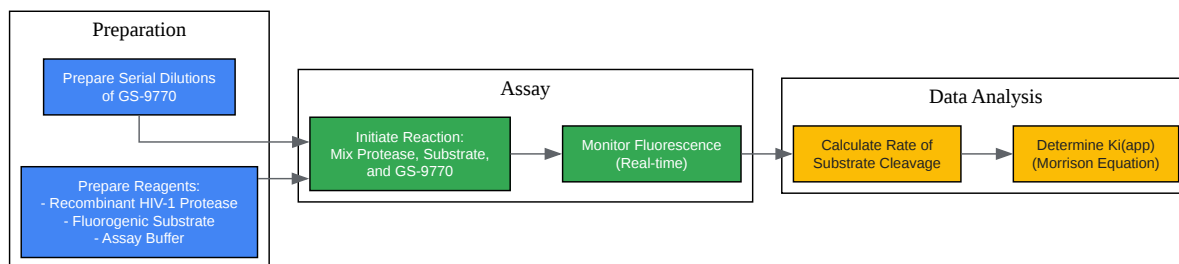 Preparation
Prepare Serial Dilutions
of GS-9770
Prepare Reagents:
- Recombinant HIV-1 Protease
- Fluorogenic Substrate
- Assay Buffer
Assay
Initiate Reaction:
Mix Protease, Substrate,
and GS-9770
Monitor Fluorescence
(Real-time)
Data Analysis
Calculate Rate of
Substrate Cleavage
Determine Ki(app)
(Morrison Equation)